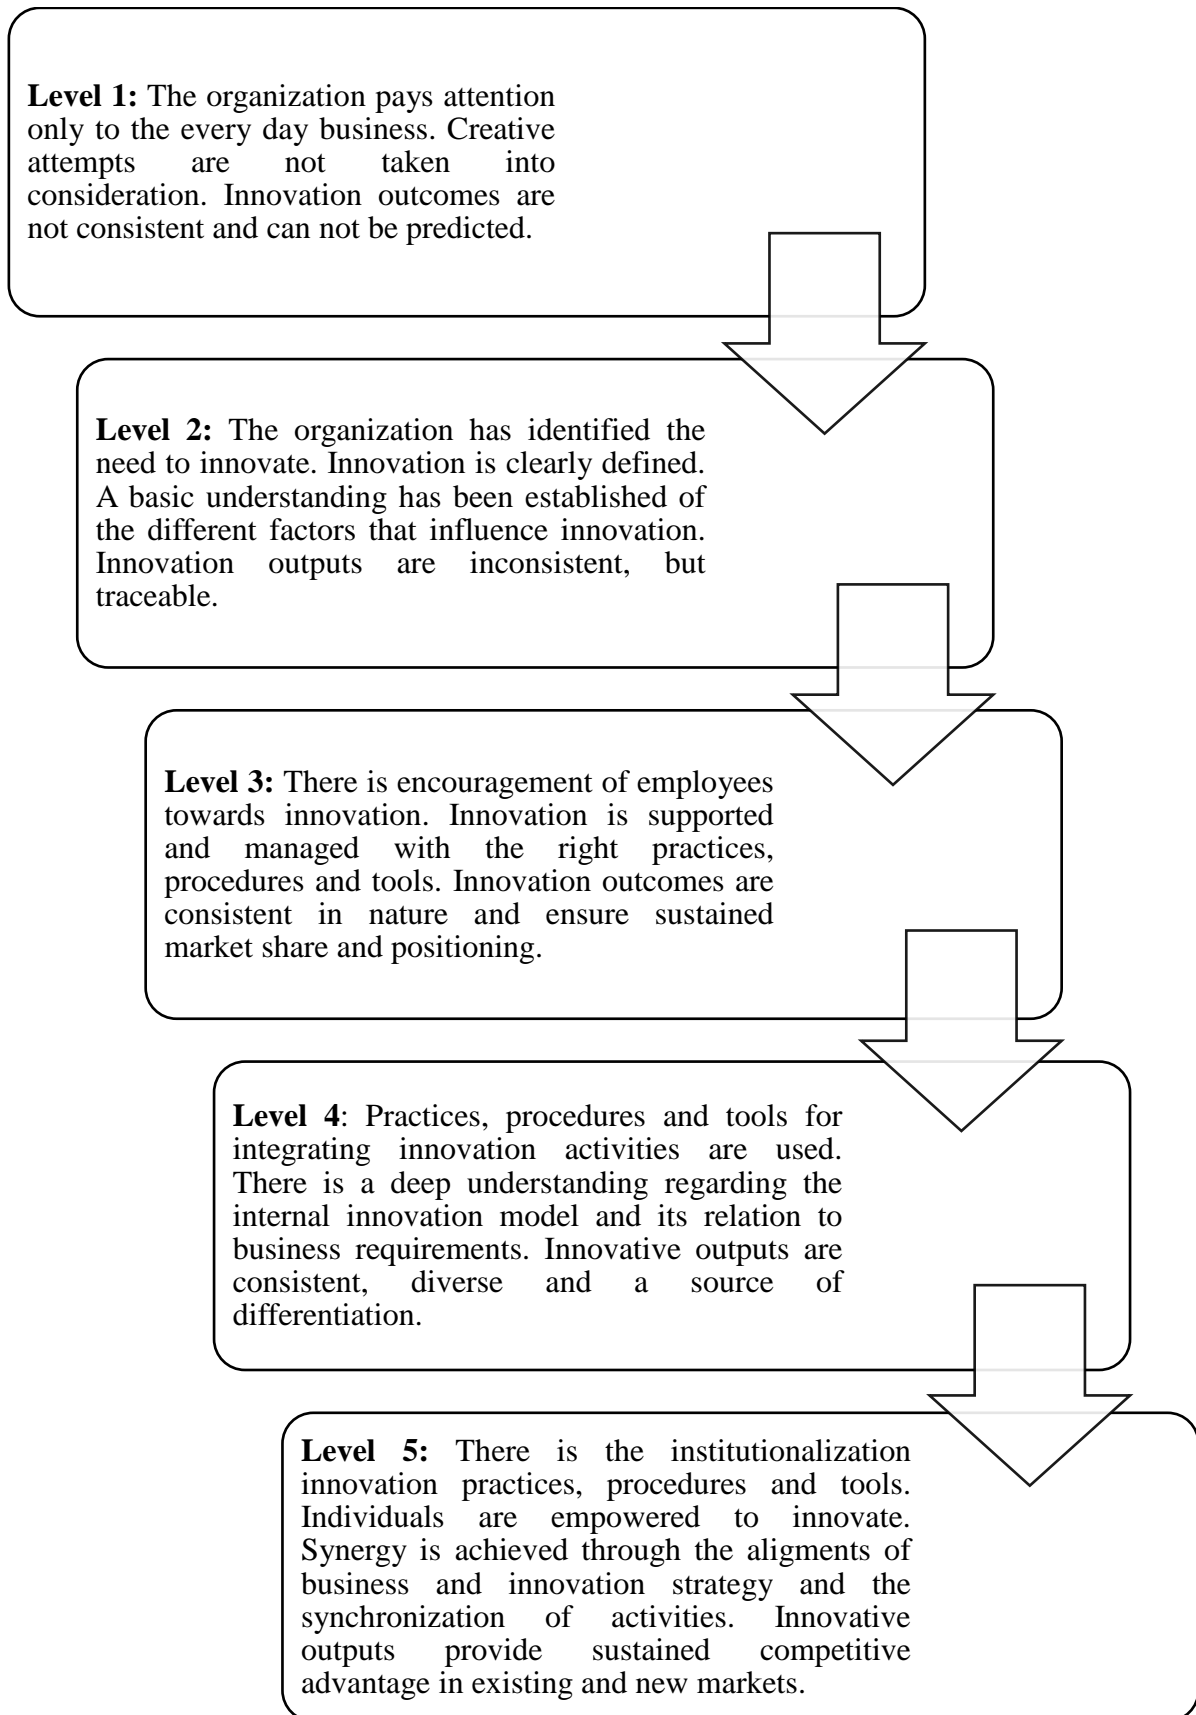 Level 1: The organization pays attention
only to the every day business. Creative
attempts are not taken into
consideration. Innovation outcomes are
not consistent and can not be predicted.
Level 2: The organization has identified the
need to innovate. Innovation is clearly defined.
A basic understanding has been established of
the different factors that influence innovation.
Innovation outputs are inconsistent, but
traceable.
Level 3: There is encouragement of employees
towards innovation. Innovation is supported
and managed with the right practices,
procedures and tools. Innovation outcomes are
consistent in nature and ensure sustained
market share and positioning.
Level 4: Practices, procedures and tools for
integrating innovation activities are used.
There is a deep understanding regarding the
internal innovation model and its relation to
business requirements. Innovative outputs are
consistent, diverse and a source of
differentiation.
Level 5: There is the institutionalization
innovation practices, procedures and tools.
Individuals are empowered to innovate.
Synergy is achieved through the aligments of
business and innovation strategy and the
synchronization of activities. Innovative
outputs provide sustained competitive
advantage in existing and new markets.